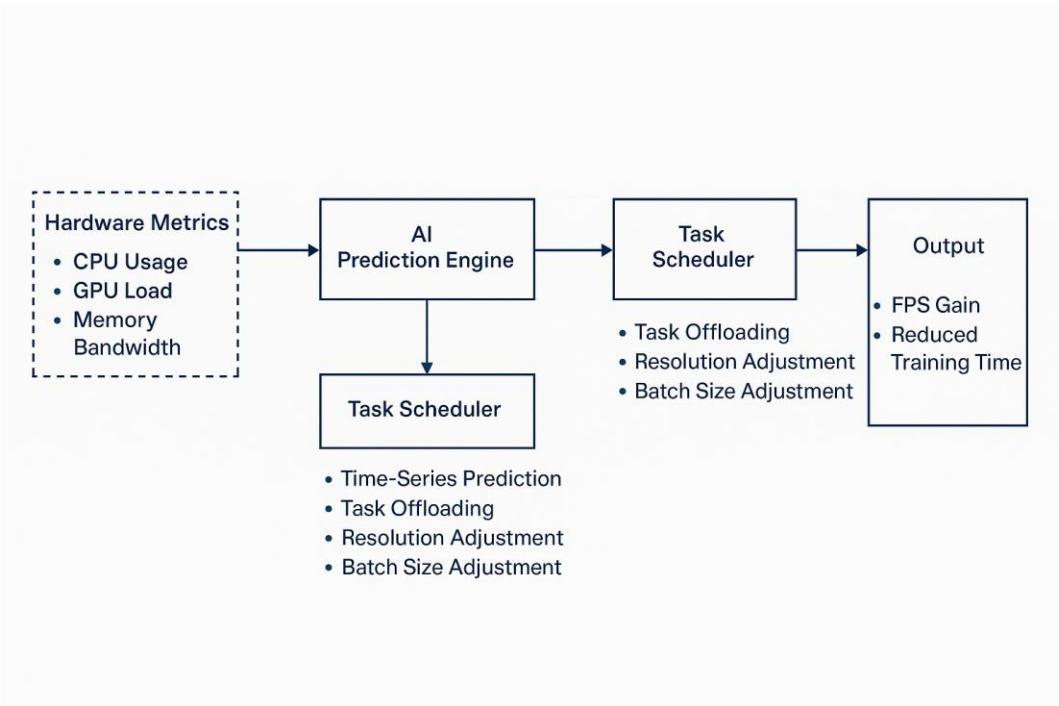 Hardware Metrics
• CPU Usage
• GPU Load
• Memory
Bandwidth
AI
Prediction Engine
Task Scheduler
• Time-Series Prediction
• Task Offloading
• Resolution Adjustment
• Batch Size Adjustment
Task
Scheduler
• Task Offloading
• Resolution Adjustment
• Batch Size Adjustment
Output
• FPS Gain
• Reduced
Training Time